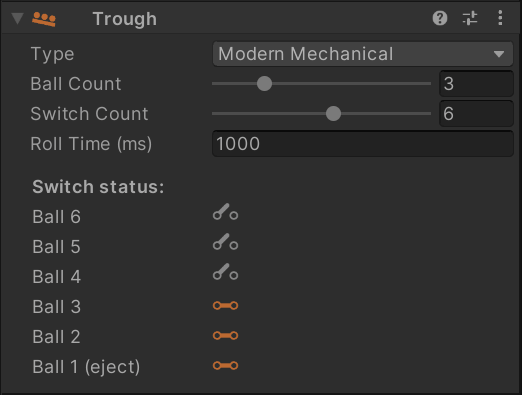 Trough
Type Modern Mechanical
Ball Count 3
Switch Count 6
Roll Time (ms) 1000
Switch status:
Ball 6
Ball 5
Ball 4
Ball 3
Ball 2
Ball 1 (eject)